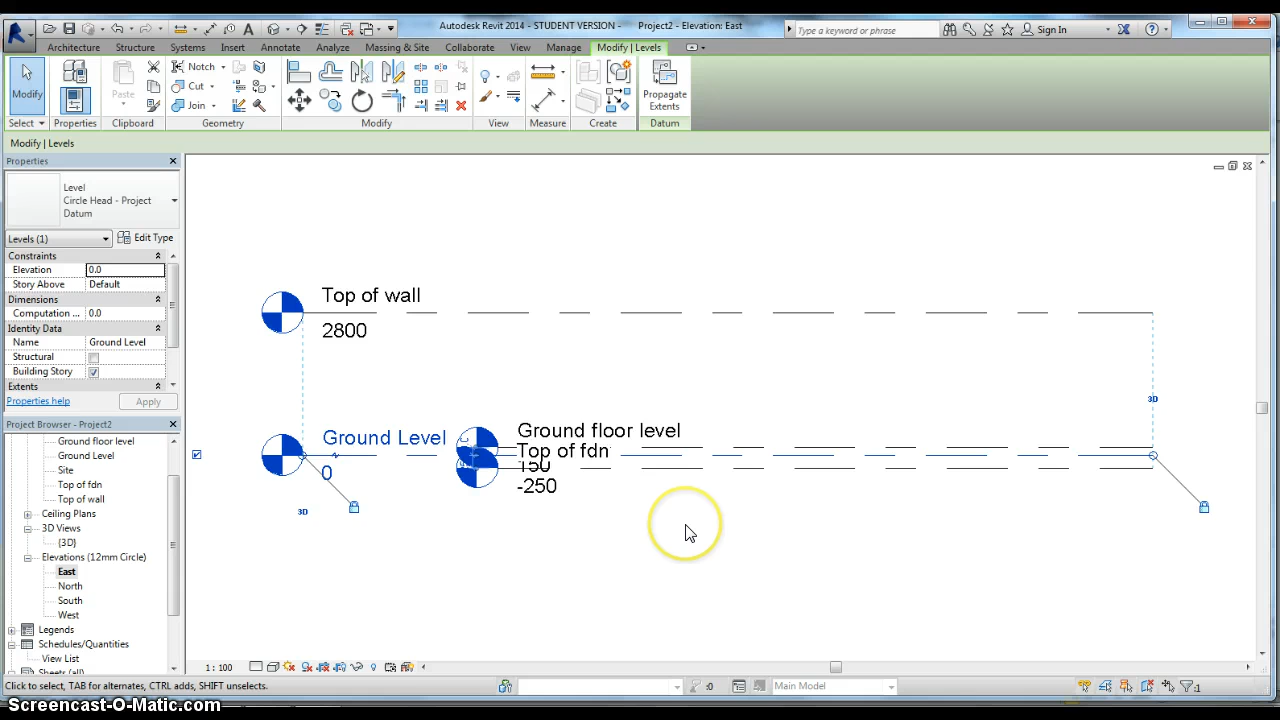 Autodesk Revit 2014 - STUDENT VERSION - Project2 - Elevation: East
Type a keyword or phrase
Sign In
Architecture Structure Systems Insert Annotate Analyze Massing & Site Collaborate View Manage Modify | Levels
Modify
Paste
Notch
Cut
Join
Propagate Extents
Select Properties Clipboard Geometry Modify View Measure Create Datum
Modify | Levels
Properties
Level
Circle Head - Project
Datum
Levels (1) Edit Type
Constraints
Elevation 0.0
Story Above Default
Dimensions
Computation ... 0.0
Identity Data
Name Ground Level
Structural
Building Story
Extents
Properties help Apply
Project Browser - Project2
Ground floor level
Ground Level
Site
Top of fdn
Top of wall
Ceiling Plans
3D Views
{3D}
Elevations (12mm Circle)
East
North
South
West
Legends
Schedules/Quantities
View List
Sheets (all)
Top of wall
2800
3D
Ground Level
0
3D
Ground floor level
Top of fdn
150
-250
1 : 100
Click to select, TAB for alternates, CTRL adds, SHIFT unselects.
:0
Main Model
:1
Screencast-O-Matic.com